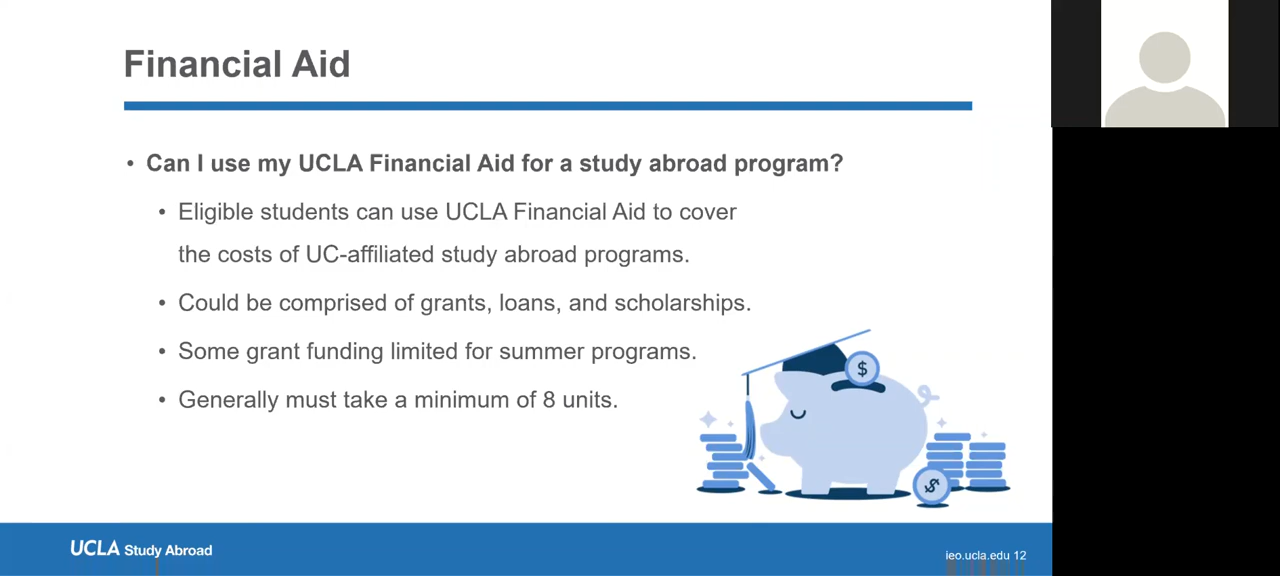 Financial Aid
• Can I use my UCLA Financial Aid for a study abroad program?
• Eligible students can use UCLA Financial Aid to cover
the costs of UC-affiliated study abroad programs.
• Could be comprised of grants, loans, and scholarships.
• Some grant funding limited for summer programs.
• Generally must take a minimum of 8 units.
$
$
UCLA Study Abroad
ieo.ucla.edu 12